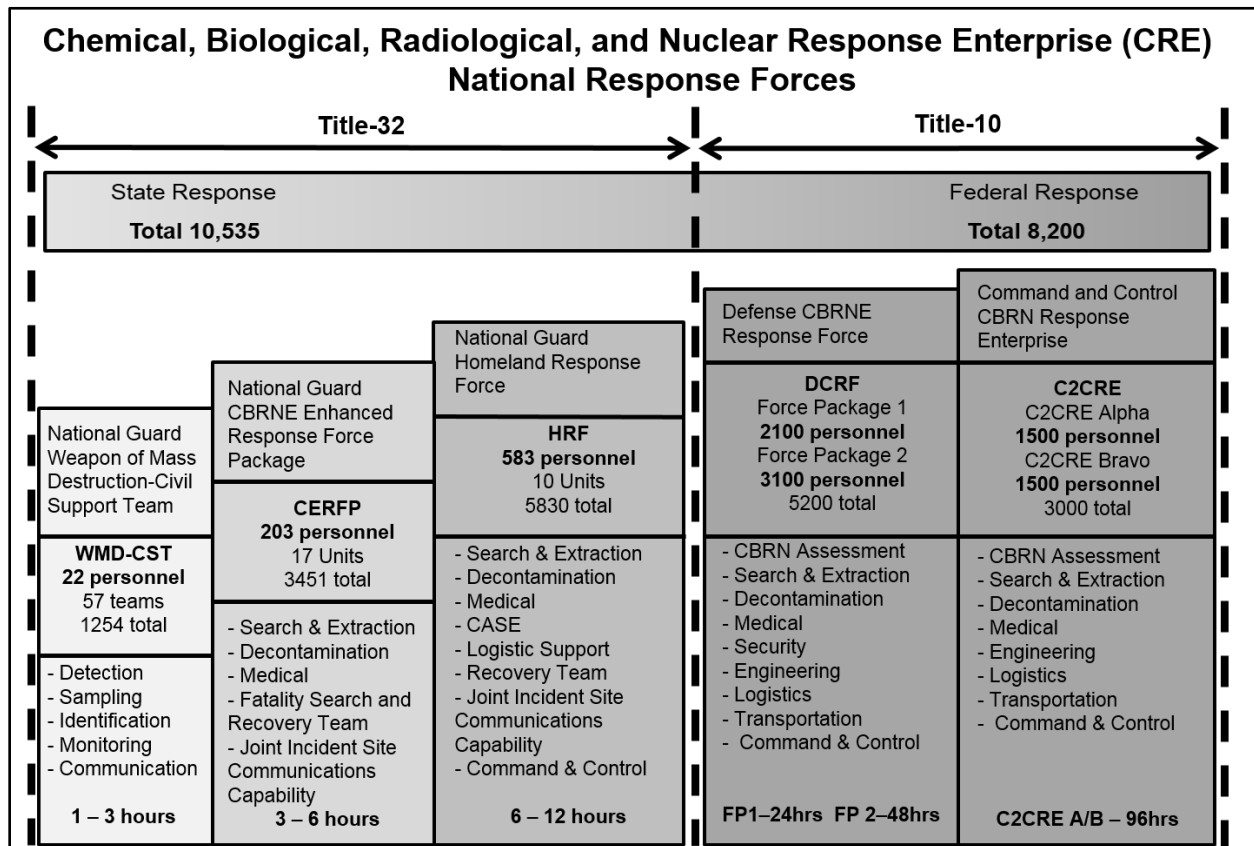 Chemical, Biological, Radiological, and Nuclear Response Enterprise (CRE)
National Response Forces
Title-32
Title-10
State Response
Total 10,535
Federal Response
Total 8,200
National Guard
Weapon of Mass
Destruction-Civil
Support Team
WMD-CST
22 personnel
57 teams
1254 total
- Detection
- Sampling
- Identification
- Monitoring
- Communication
1 – 3 hours
National Guard
CBRNE Enhanced
Response Force
Package
CERFP
203 personnel
17 Units
3451 total
- Search & Extraction
- Decontamination
- Medical
- Fatality Search and
Recovery Team
- Joint Incident Site
Communications
Capability
3 – 6 hours
National Guard
Homeland Response
Force
HRF
583 personnel
10 Units
5830 total
- Search & Extraction
- Decontamination
- Medical
- CASE
- Logistic Support
- Recovery Team
- Joint Incident Site
Communications
Capability
- Command & Control
6 – 12 hours
Defense CBRNE
Response Force
DCRF
Force Package 1
2100 personnel
Force Package 2
3100 personnel
5200 total
- CBRN Assessment
- Search & Extraction
- Decontamination
- Medical
- Security
- Engineering
- Logistics
- Transportation
- Command & Control
FP1–24hrs FP 2–48hrs
Command and Control
CBRN Response
Enterprise
C2CRE
C2CRE Alpha
1500 personnel
C2CRE Bravo
1500 personnel
3000 total
- CBRN Assessment
- Search & Extraction
- Decontamination
- Medical
- Engineering
- Logistics
- Transportation
- Command & Control
C2CRE A/B – 96hrs